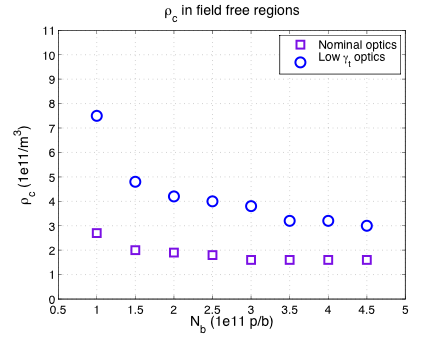 ρc in field free regions
Nominal optics
Low γt optics
ρc (1e11/m³)
11
10
9
8
7
6
5
4
3
2
1
0
0.5 1 1.5 2 2.5 3 3.5 4 4.5 5
Nb (1e11 p/b)